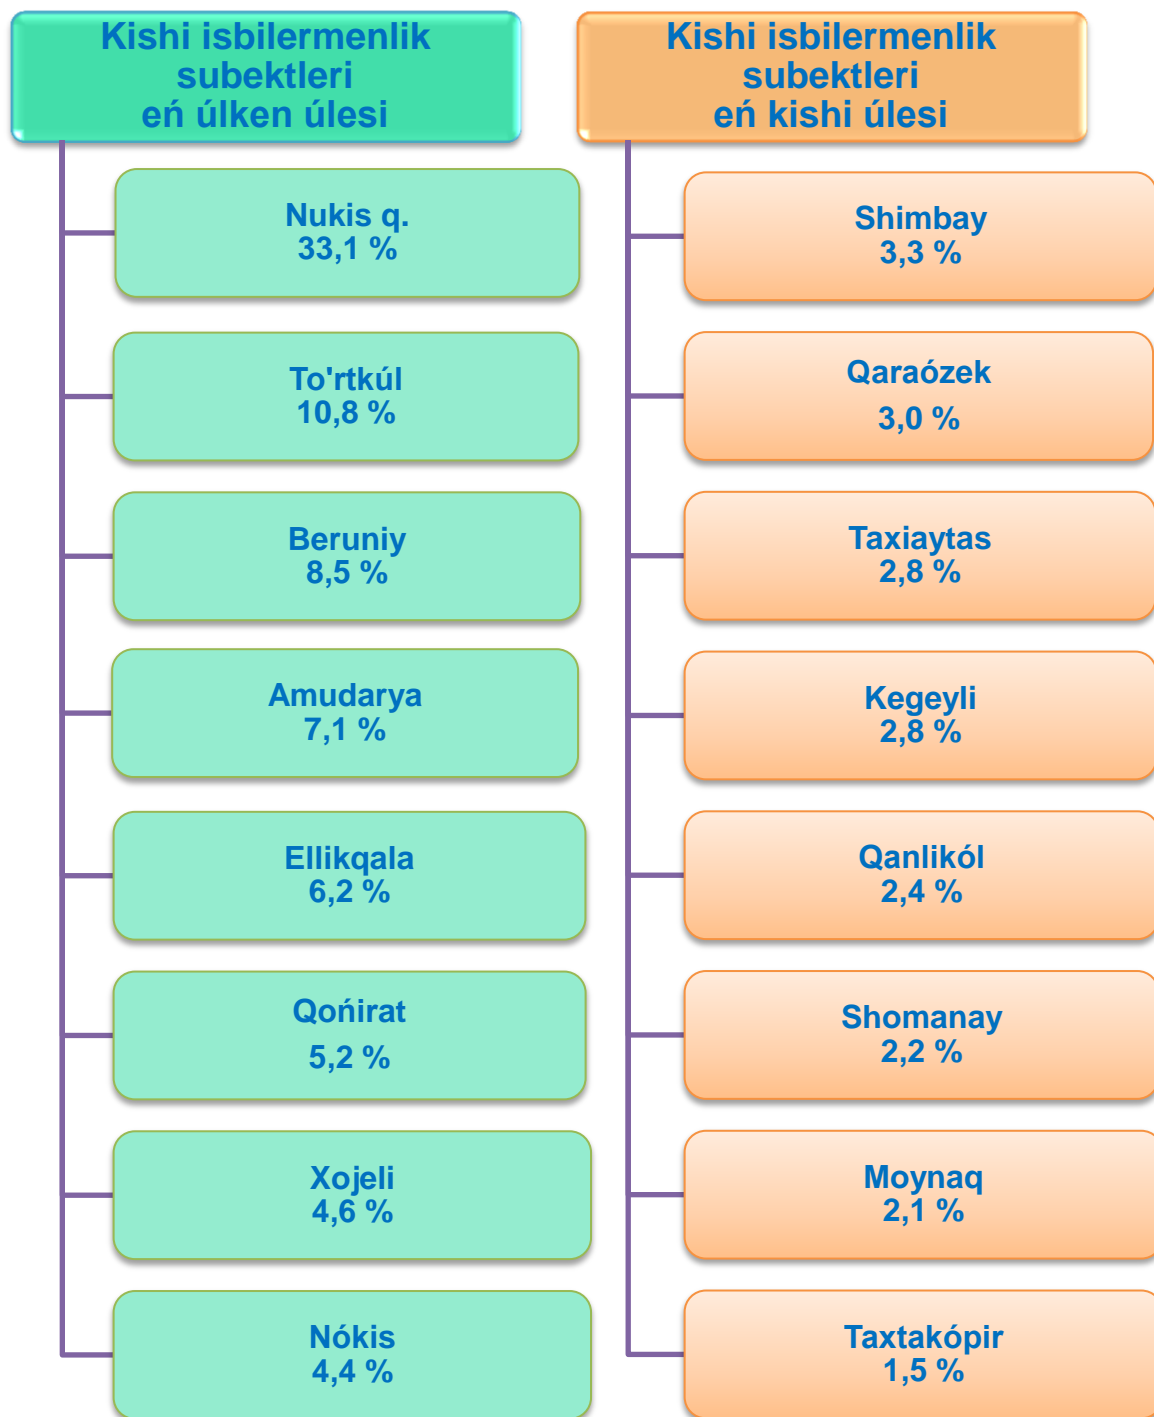 Kishi isbilermenlik
subektleri
eń úlken úlesi
Nukis q.
33,1 %
To'rtkúl
10,8 %
Beruniy
8,5 %
Amudarya
7,1 %
Ellikqala
6,2 %
Qońirat
5,2 %
Xojeli
4,6 %
Nókis
4,4 %
Kishi isbilermenlik
subektleri
eń kishi úlesi
Shimbay
3,3 %
Qaraózek
3,0 %
Taxiaytas
2,8 %
Kegeyli
2,8 %
Qanlikól
2,4 %
Shomanay
2,2 %
Moynaq
2,1 %
Taxtakópir
1,5 %